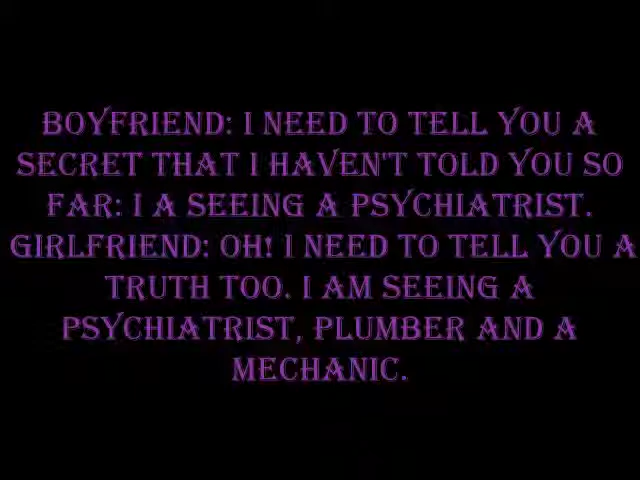 BOYFRIEND: I NEED TO TELL YOU A
SECRET THAT I HAVEN'T TOLD YOU SO
FAR: I A SEEING A PSYCHIATRIST.
GIRLFRIEND: OH! I NEED TO TELL YOU A
TRUTH TOO. I AM SEEING A
PSYCHIATRIST, PLUMBER AND A
MECHANIC.